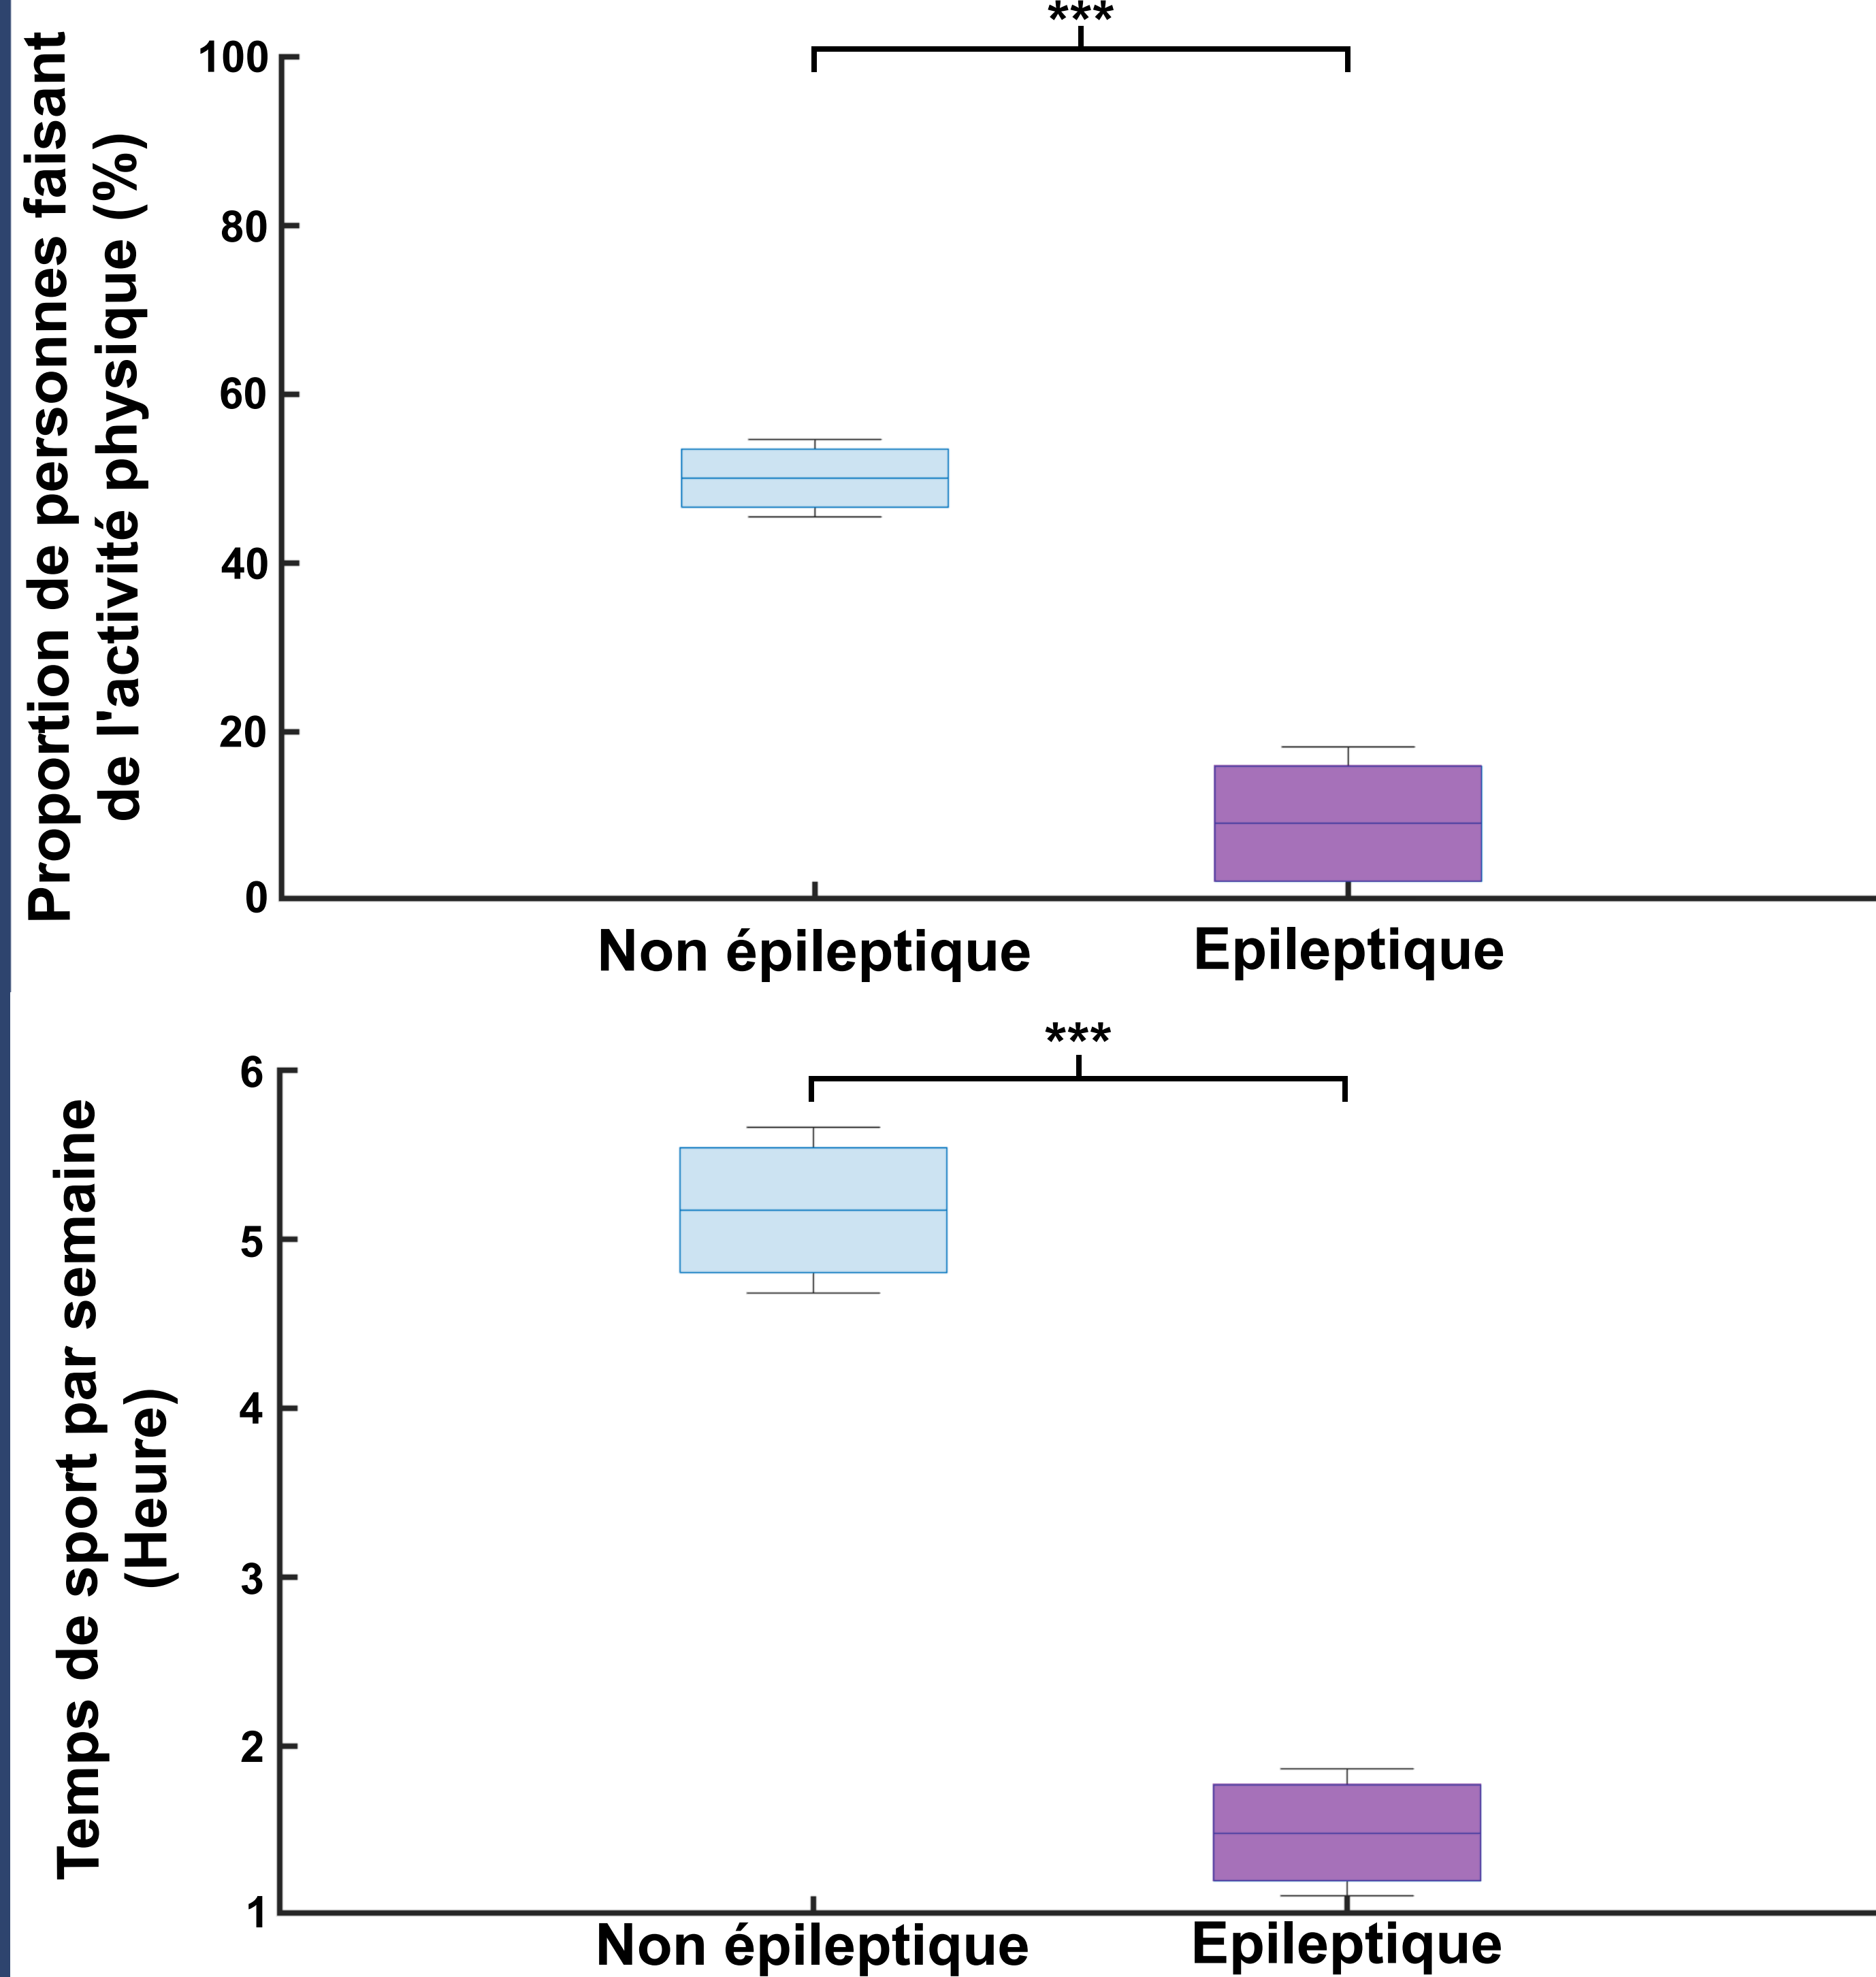 Proportion de personnes faisant
de l'activité physique (%)
***
100
80
60
40
20
0
Non épileptique
Epileptique
Temps de sport par semaine
(Heure)
***
6
5
4
3
2
1
Non épileptique
Epileptique